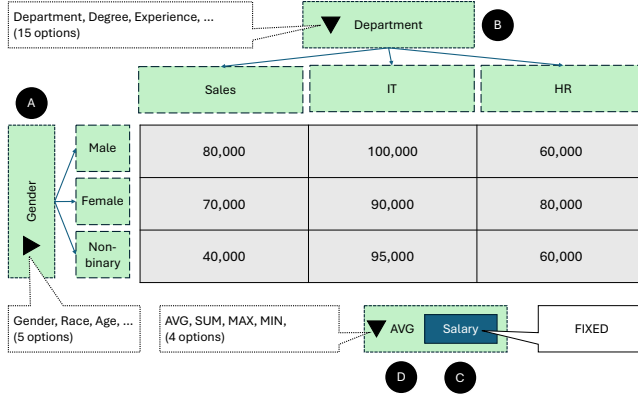 Department, Degree, Experience, ...
(15 options)
Department
B
Sales IT HR
A
Gender
Male 80,000 100,000 60,000
Female 70,000 90,000 80,000
Non-
binary 40,000 95,000 60,000
Gender, Race, Age, ...
(5 options)
AVG, SUM, MAX, MIN,
(4 options)
AVG Salary
FIXED
D C